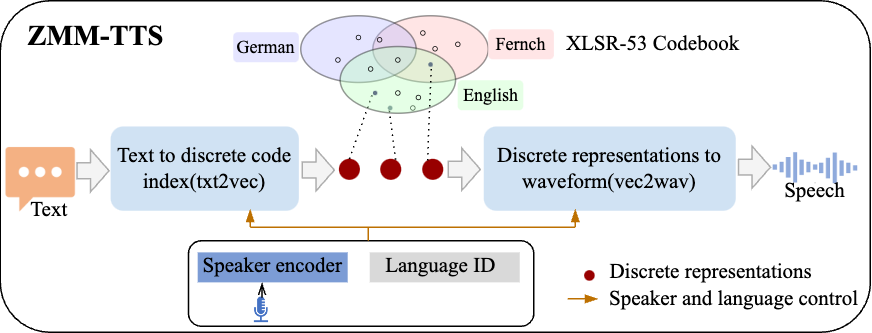 ZMM-TTS
German
Fernch
XLSR-53 Codebook
English
Text
Text to discrete code
index(txt2vec)
Discrete representations to
waveform(vec2wav)
Speech
Speaker encoder
Language ID
Discrete representations
Speaker and language control